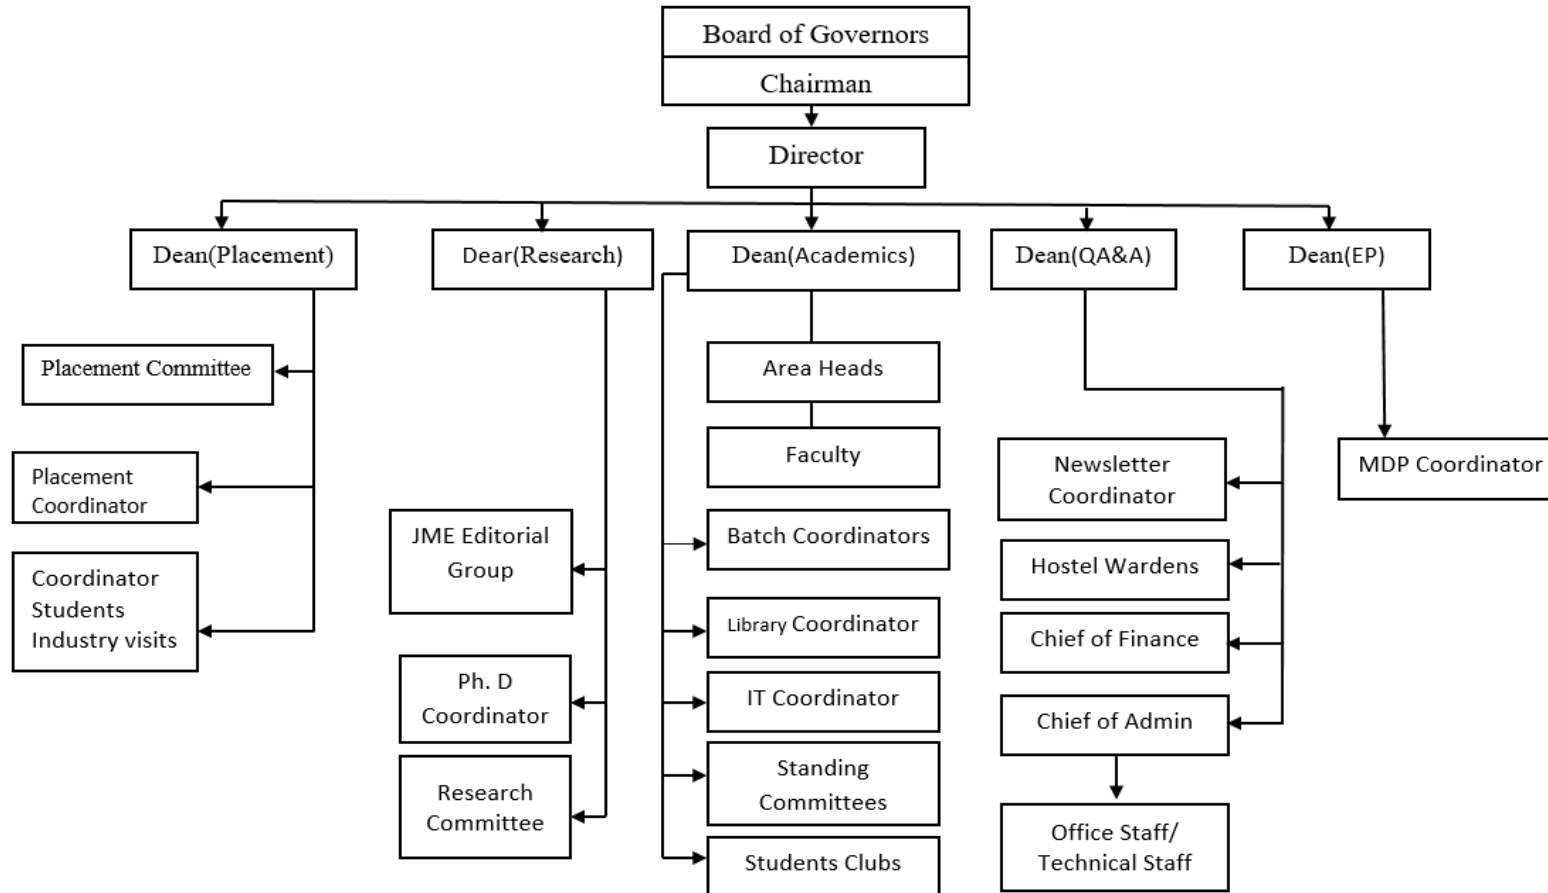 Board of Governors
Chairman
Director
Dean(Placement)
Dear(Research)
Dean(Academics)
Dean(QA&A)
Dean(EP)
Placement Committee
Placement
Coordinator
Coordinator
Students
Industry visits
JME Editorial
Group
Ph. D
Coordinator
Research
Committee
Area Heads
Faculty
Batch Coordinators
Library Coordinator
IT Coordinator
Standing
Committees
Students Clubs
Newsletter
Coordinator
Hostel Wardens
Chief of Finance
Chief of Admin
Office Staff/
Technical Staff
MDP Coordinator